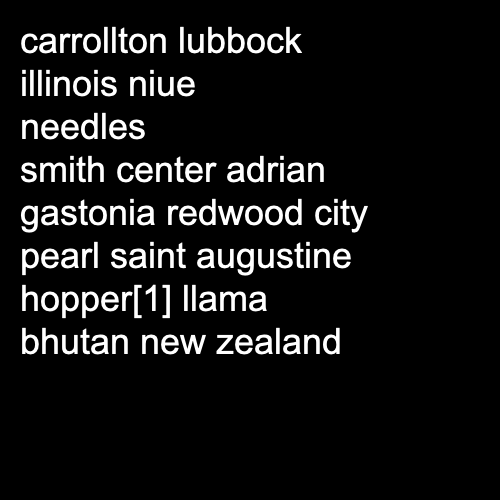 carrollton lubbock
illinois niue
needles
smith center adrian
gastonia redwood city
pearl saint augustine
hopper[1] llama
bhutan new zealand